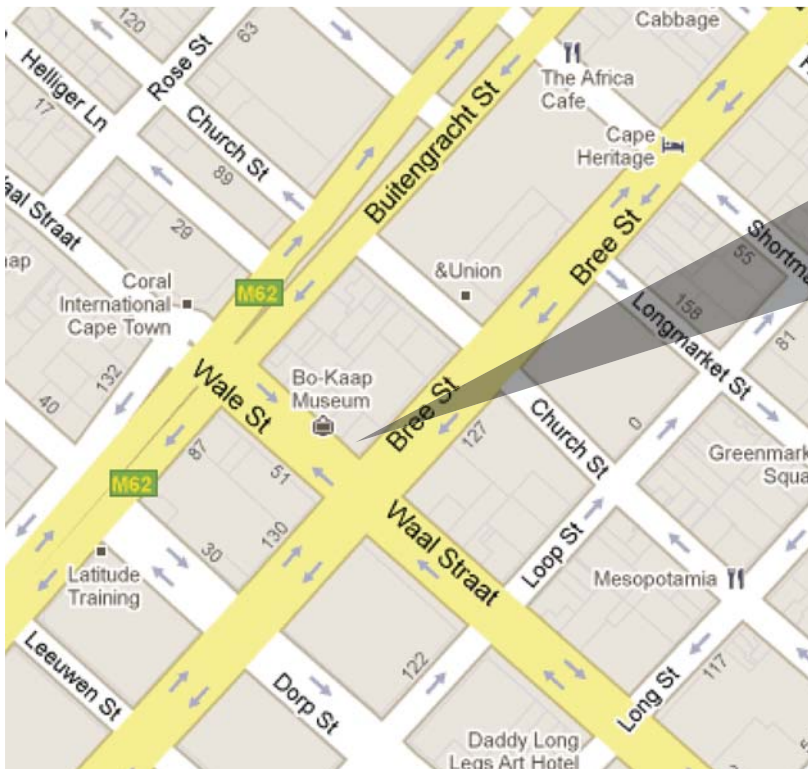 Cabbage
120
63
Rose St
Helliger Ln
17
The Africa
Cafe
Church St
89
Buitengracht St
Cape
Heritage
aal Straat
29
Bree St
55
Shortma
ap
Coral
International
Cape Town
M62
&Union
158
Longmarket St
81
132
40
Wale St
Bo-Kaap
Museum
Bree St
127
Church St
0
Greenmark
Squa
87
51
M62
130
30
Waal Straat
Loop St
Mesopotamia
Latitude
Training
Leeuwen St
Dorp St
122
Long St
117
Daddy Long
Legs Art Hotel